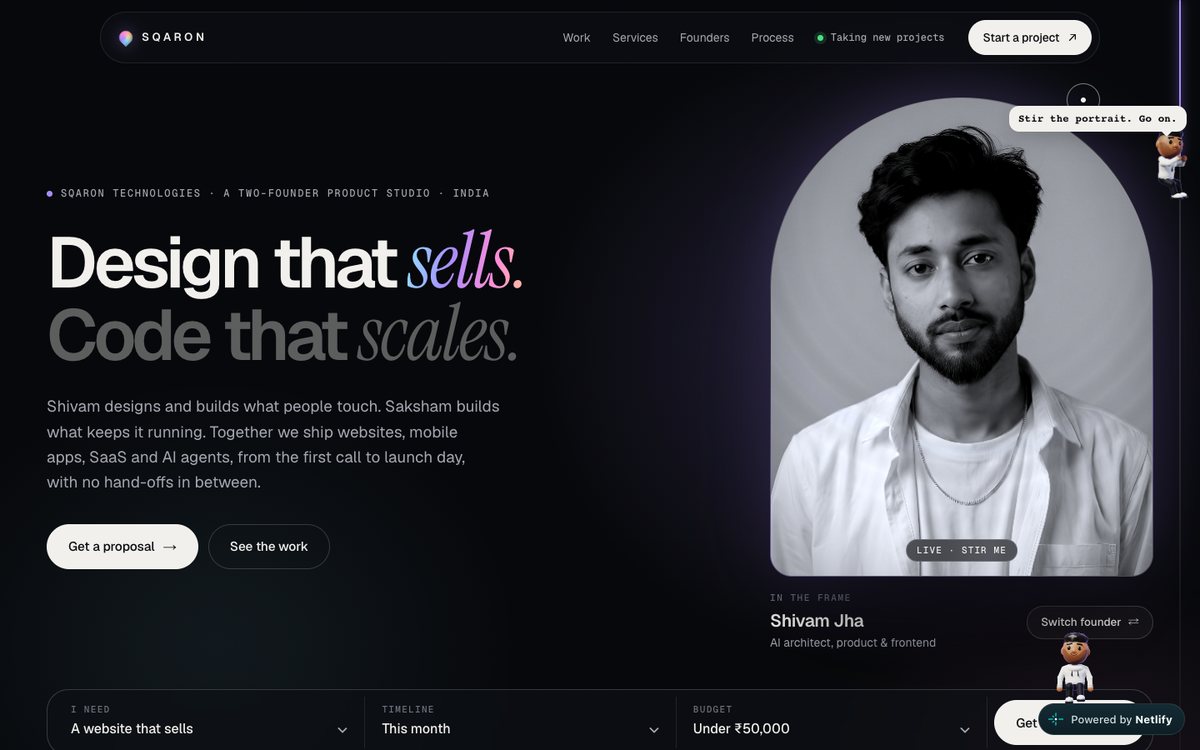 SQARON
Work
Services
Founders
Process
Taking new projects
Start a project ↗
Stir the portrait. Go on.
SQARON TECHNOLOGIES · A TWO-FOUNDER PRODUCT STUDIO · INDIA
Design that sells.
Code that scales.
Shivam designs and builds what people touch. Saksham builds
what keeps it running. Together we ship websites, mobile
apps, SaaS and AI agents, from the first call to launch day,
with no hand-offs in between.
Get a proposal →
See the work
LIVE · STIR ME
IN THE FRAME
Shivam Jha
AI architect, product & frontend
Switch founder ⇄
I NEED
A website that sells
TIMELINE
This month
BUDGET
Under ₹50,000
Get
Powered by Netlify